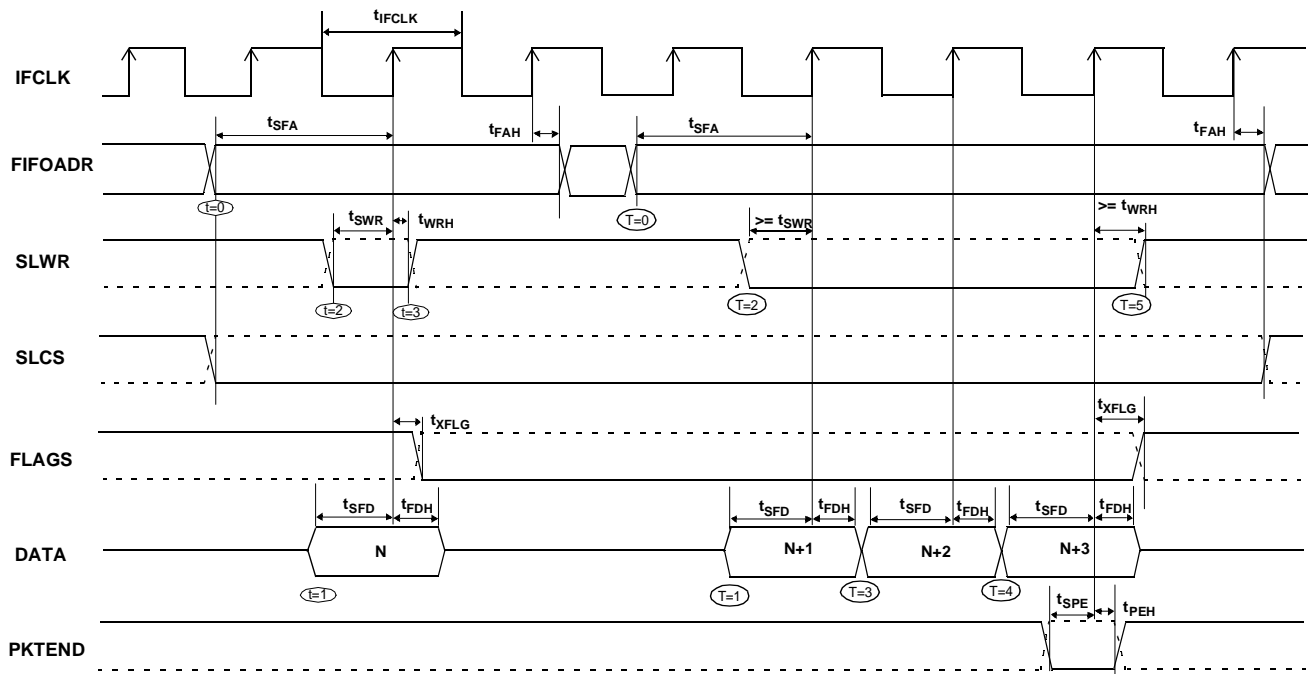 tIFCLK
IFCLK
tSFA tFAH tSFA tFAH
FIFOADR
t=0 T=0
tSWR tWRH >= tSWR >= tWRH
SLWR
t=2 t=3 T=2 T=5
SLCS
tXFLG tXFLG
FLAGS
tSFD tFDH tSFD tFDH tSFD tFDH tSFD tFDH
DATA N N+1 N+2 N+3
t=1 T=1 T=3 T=4
tSPE tPEH
PKTEND